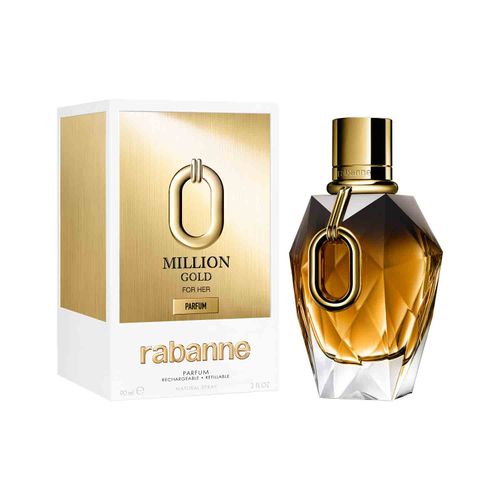 MILLION
GOLD
FOR HER
PARFUM
rabanne
PARFUM
RECHARGEABLE • REFILLABLE
90 ml e NATURAL SPRAY 3 FL.OZ
rabanne